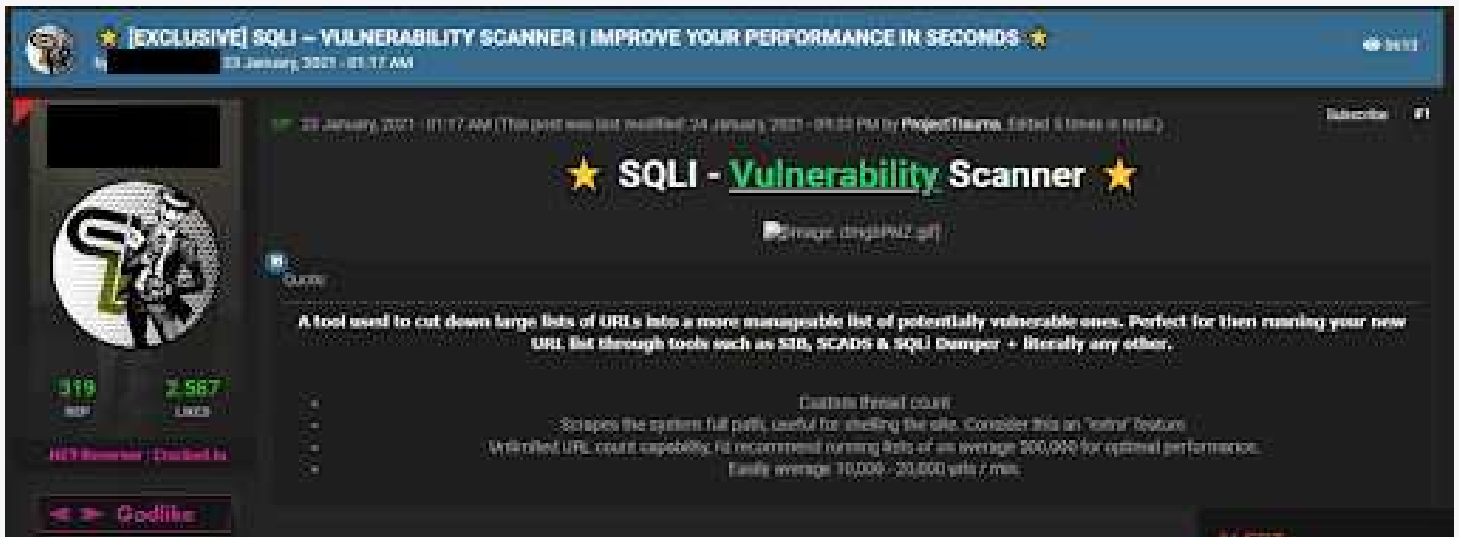 [EXCLUSIVE] SQLI – VULNERABILITY SCANNER | IMPROVE YOUR PERFORMANCE IN SECONDS
by 23 January, 2021 - 01:17 AM
OP 23 January, 2021 - 01:17 AM (This post was last modified: 24 January, 2021 - by ProjectTrauma. Edited times in total.)
Subscribe #1
SQLI - Vulnerability Scanner
Quote
A tool used to cut down large lists of URLs into a more manageable list of potentially vulnerable ones. Perfect for then running your new
URL list through tools such as SIB, SCADS & SQLi Dumper + literally any other.
Custom thread count
Scrapes the system full path, useful for shelling the site. Consider this an "extra" feature
Unlimited URL count capability, I'd recommend running lists of an average 500,000 for optimal performance.
Easily average 10,000 - 20,000 urls / min
319 2.567
REP LIKES
Godlike